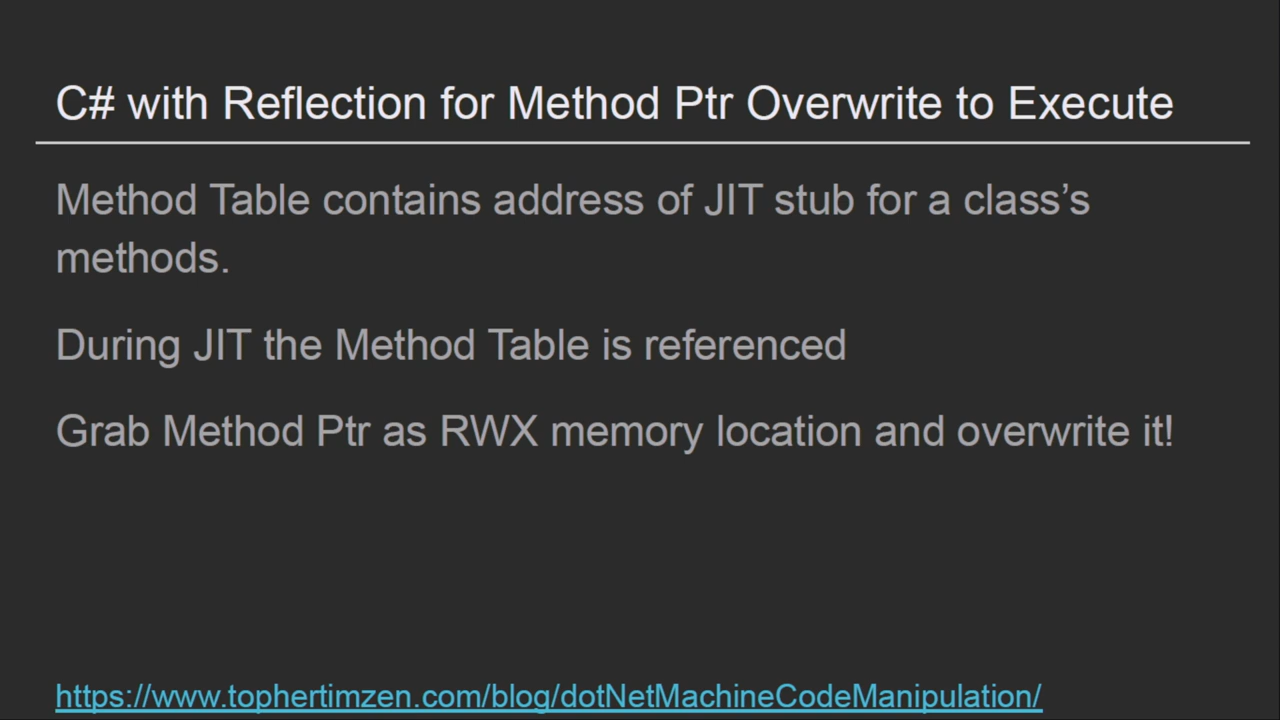 C# with Reflection for Method Ptr Overwrite to Execute
Method Table contains address of JIT stub for a class’s
methods.
During JIT the Method Table is referenced
Grab Method Ptr as RWX memory location and overwrite it!
https://www.tophertimzen.com/blog/dotNetMachineCodeManipulation/